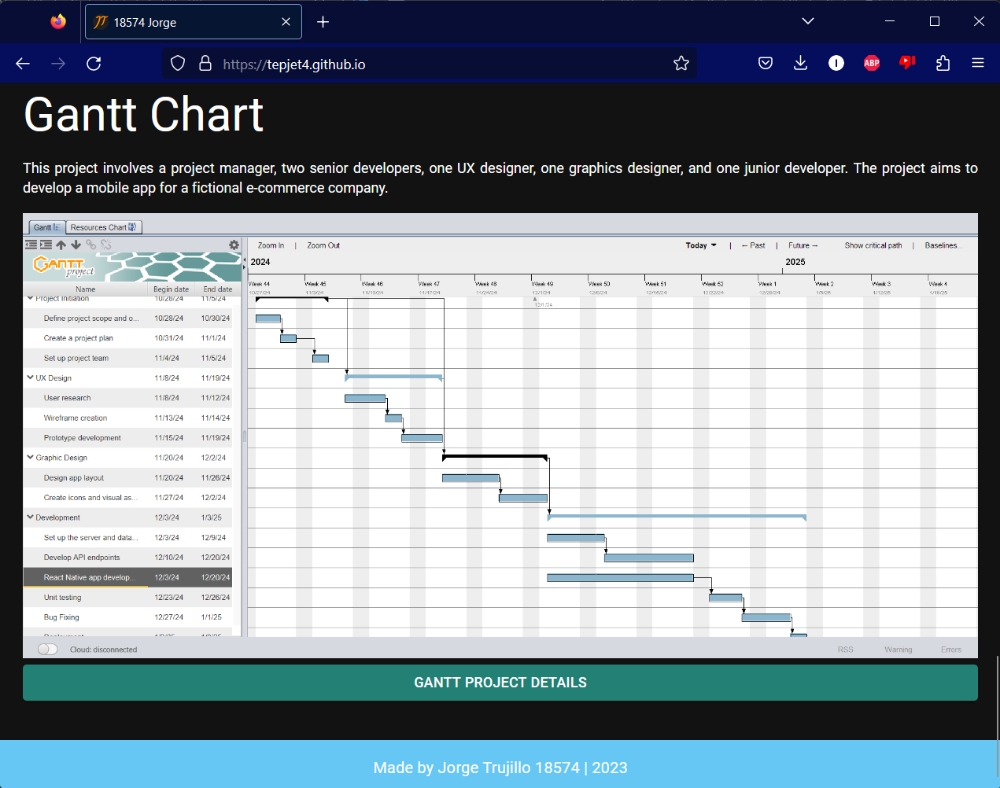 18574 Jorge
https://tepjet4.github.io
ABP
Gantt Chart
This project involves a project manager, two senior developers, one UX designer, one graphics designer, and one junior developer. The project aims to
develop a mobile app for a fictional e-commerce company.
Gantt Resources Chart
Zoom In | Zoom Out Today | ← Past | Future → Show critical path | Baselines...
GANTT project
2024 2025
Week 44 Week 45 Week 46 Week 47 Week 48 Week 49 Week 50 Week 51 Week 52 Week 1 Week 2 Week 3 Week 4
Name Begin date End date
10/27/24 11/3/24 11/10/24 11/17/24 11/24/24 12/1/24 12/8/24 12/15/24 12/22/24 12/29/24 1/5/25 1/12/25 1/19/25
Project Initiation 10/28/24 11/5/24
12/1/24
Define project scope and o... 10/28/24 10/30/24
Create a project plan 10/31/24 11/1/24
Set up project team 11/4/24 11/5/24
UX Design 11/8/24 11/19/24
User research 11/8/24 11/12/24
Wireframe creation 11/13/24 11/14/24
Prototype development 11/15/24 11/19/24
Graphic Design 11/20/24 12/2/24
Design app layout 11/20/24 11/26/24
Create icons and visual as... 11/27/24 12/2/24
Development 12/3/24 1/3/25
Set up the server and data... 12/3/24 12/9/24
Develop API endpoints 12/10/24 12/20/24
React Native app develop... 12/3/24 12/20/24
Unit testing 12/23/24 12/26/24
Bug Fixing 12/27/24 1/1/25
Cloud: disconnected RSS Warning Errors
GANTT PROJECT DETAILS
Made by Jorge Trujillo 18574 | 2023